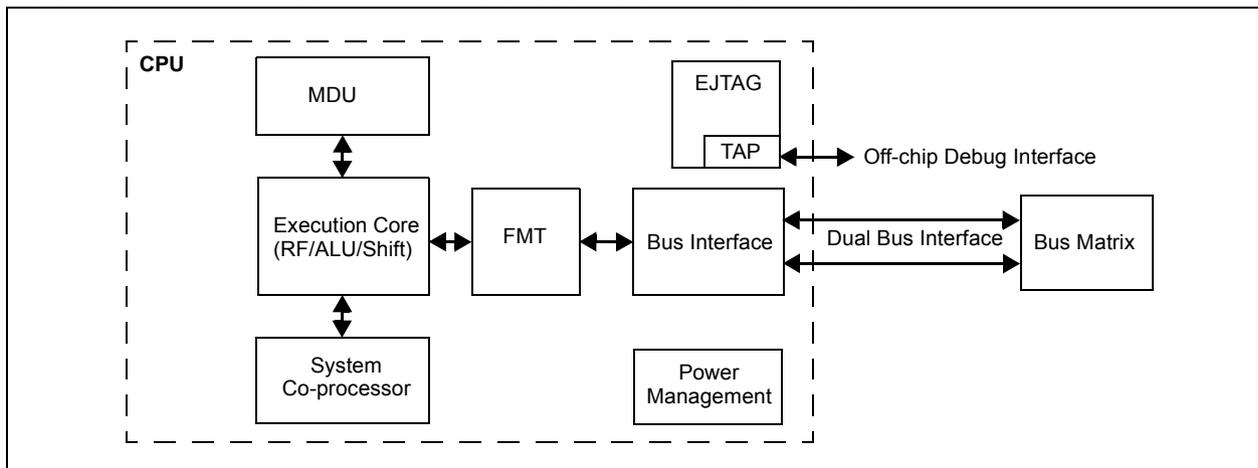 CPU
MDU
EJTAG
TAP
Off-chip Debug Interface
Execution Core
(RF/ALU/Shift)
FMT
Bus Interface
Dual Bus Interface
Bus Matrix
System
Co-processor
Power
Management